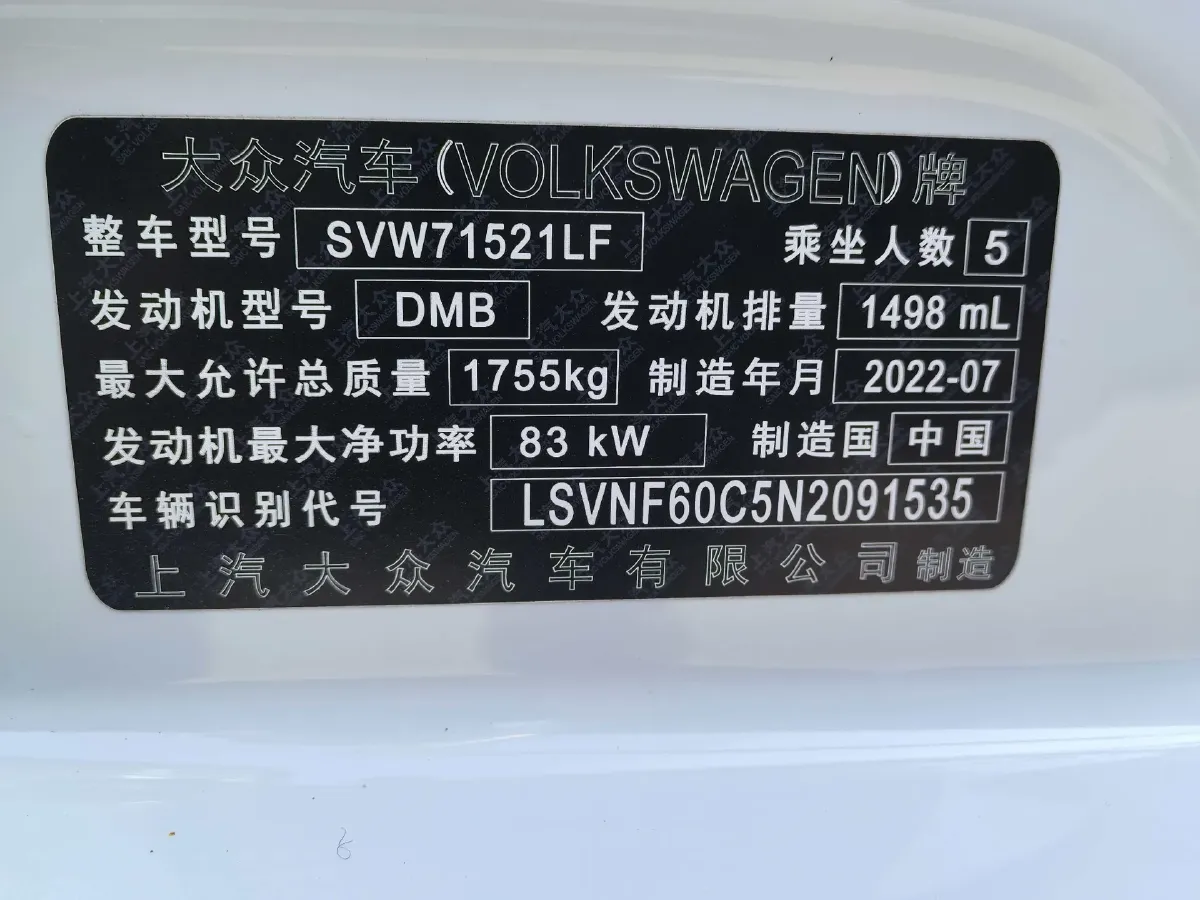 大众汽车(VOLKSWAGEN)牌
整车型号 SVW71521LF 乘坐人数 5
发动机型号 DMB 发动机排量 1498 mL
最大允许总质量 1755kg 制造年月 2022-07
发动机最大净功率 83 kW 制造国 中国
车辆识别代号 LSVNF60C5N2091535
上汽大众汽车有限公司 制造